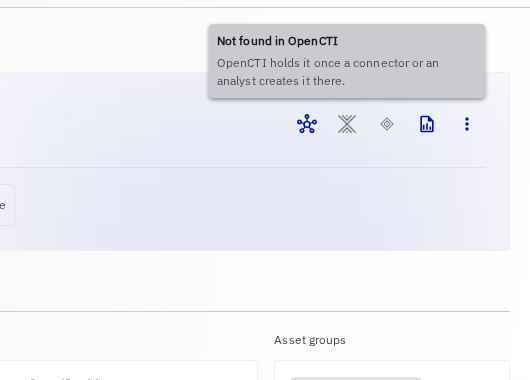 Not found in OpenCTI
OpenCTI holds it once a connector or an
analyst creates it there.
e
Asset groups